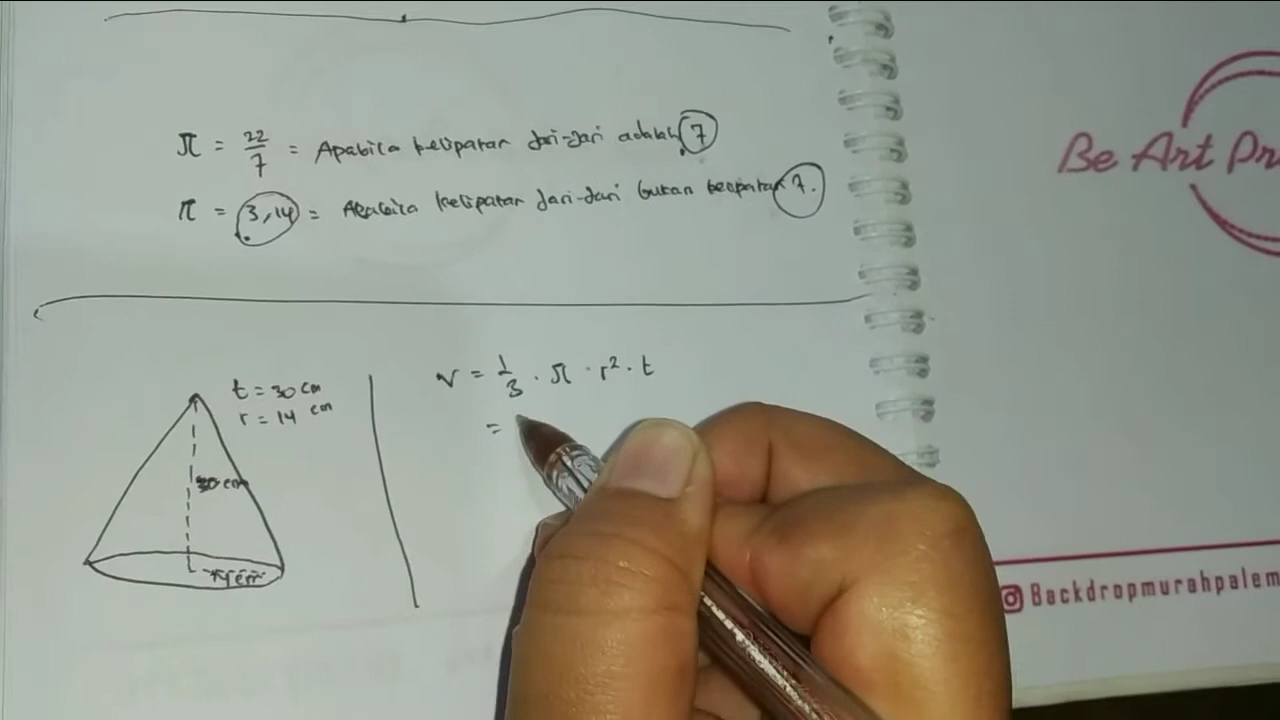 π = 22/7 = Apabila kelipatan jari-jari adalah 7
π = 3,14 = Apabila kelipatan jari-jari bukan kelipatan 7.
t = 30 cm
r = 14 cm
30 cm
14 cm
V = 1/3 · π · r² · t
=
Be Art Pr
Backdropmurahpalem